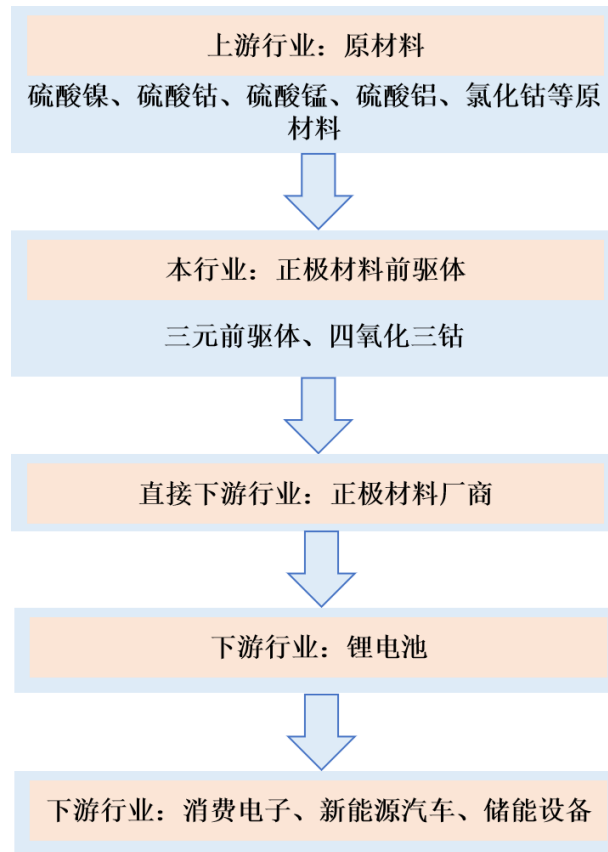 上游行业：原材料
硫酸镍、硫酸钴、硫酸锰、硫酸铝、氯化钴等原
材料
本行业：正极材料前驱体
三元前驱体、四氧化三钴
直接下游行业：正极材料厂商
下游行业：锂电池
下游行业：消费电子、新能源汽车、储能设备